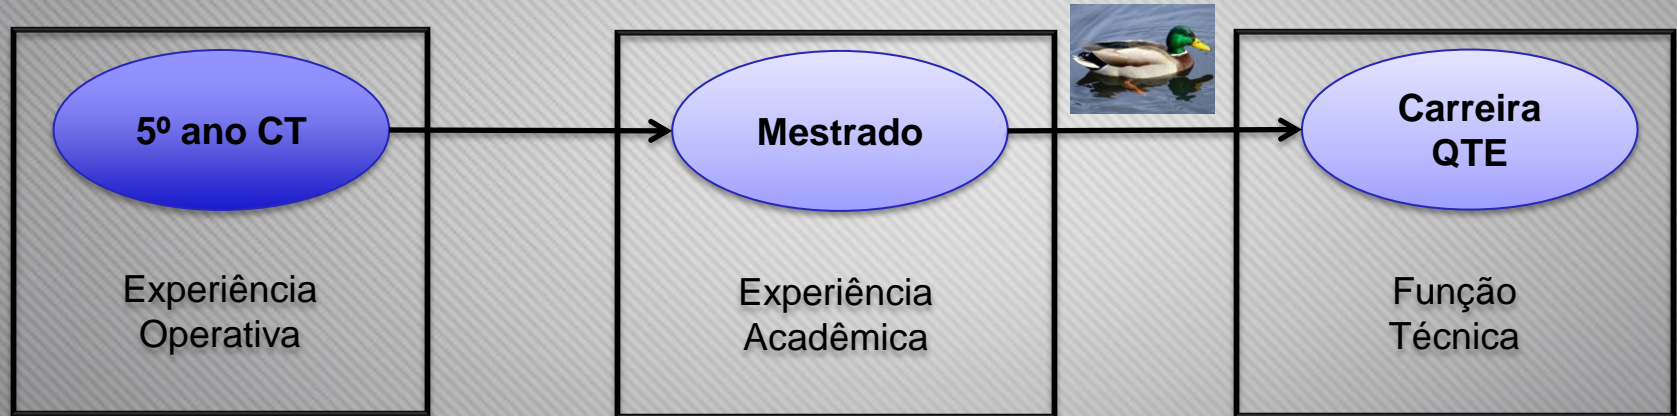 5º ano CT
Experiência
Operativa
Mestrado
Experiência
Acadêmica
Carreira
QTE
Função
Técnica